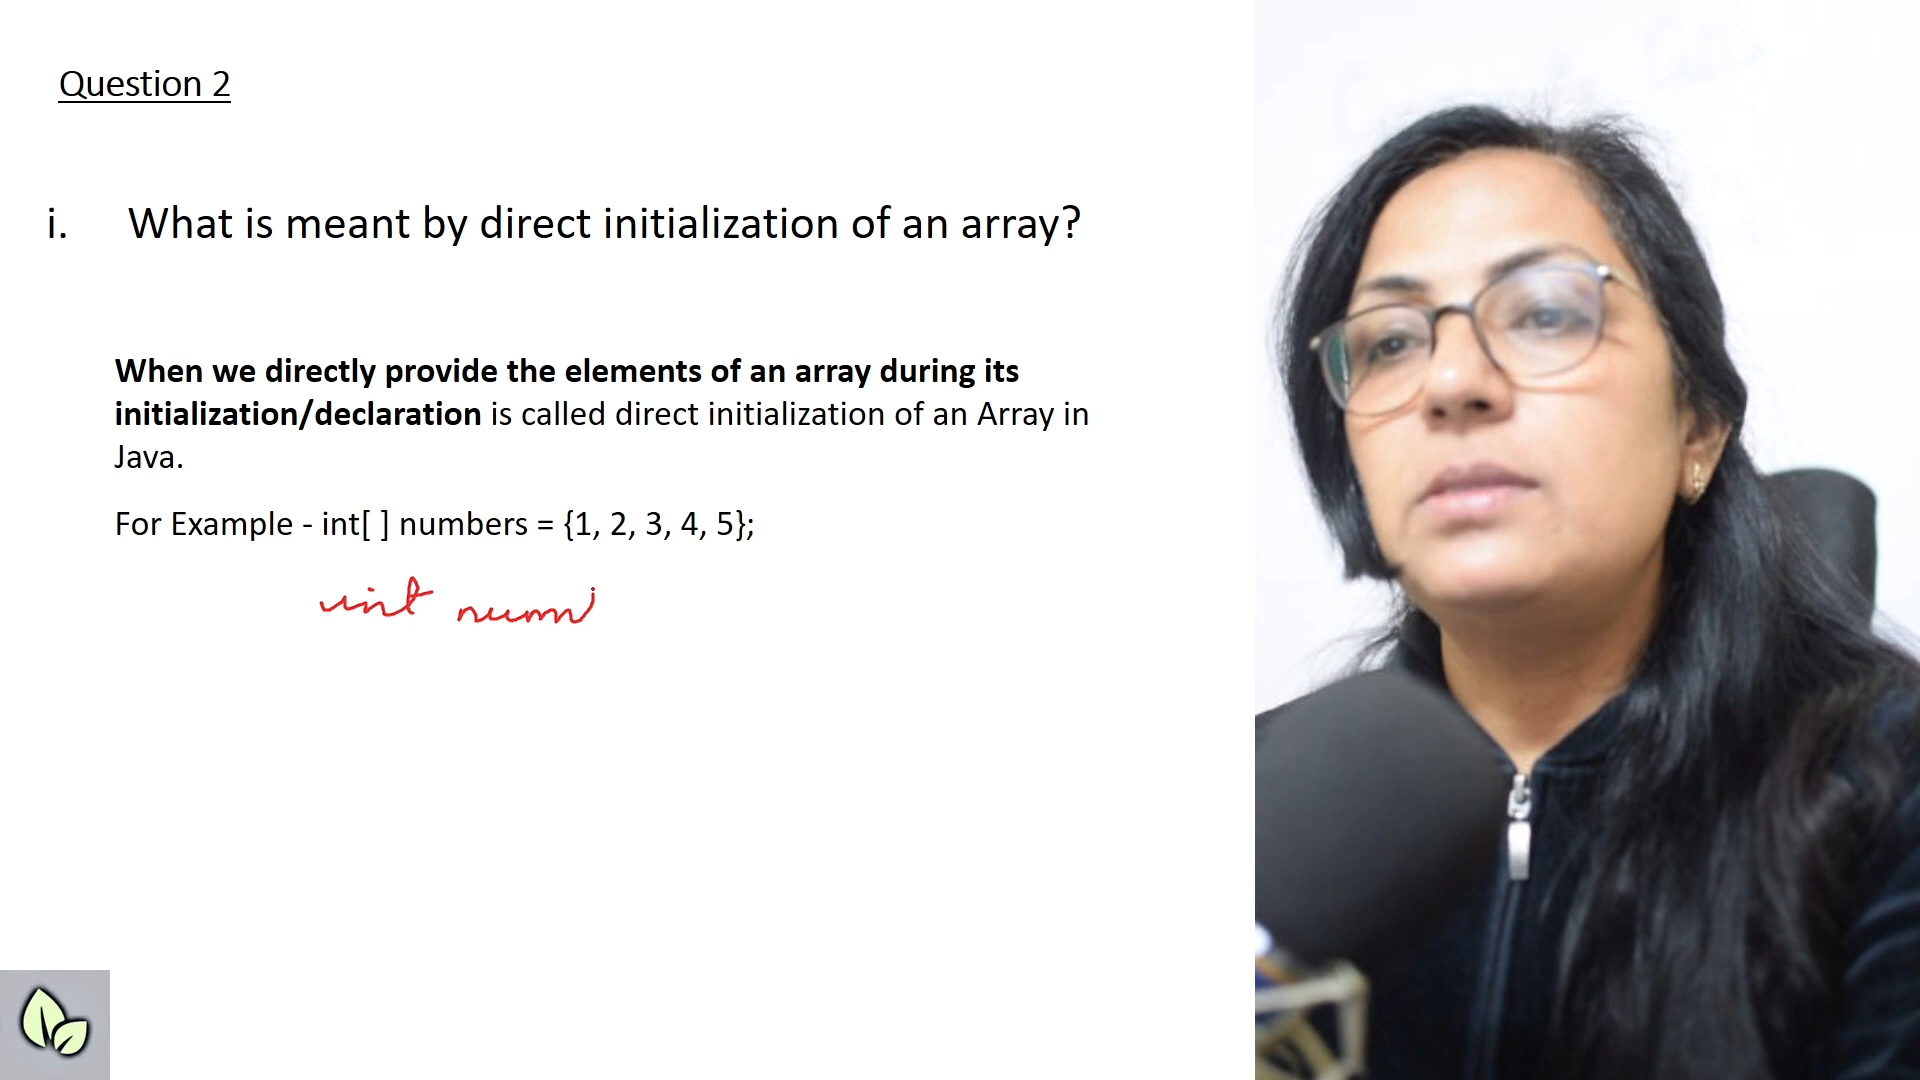 Question 2
i. What is meant by direct initialization of an array?
When we directly provide the elements of an array during its
initialization/declaration is called direct initialization of an Array in
Java.
For Example - int[ ] numbers = {1, 2, 3, 4, 5};
int num